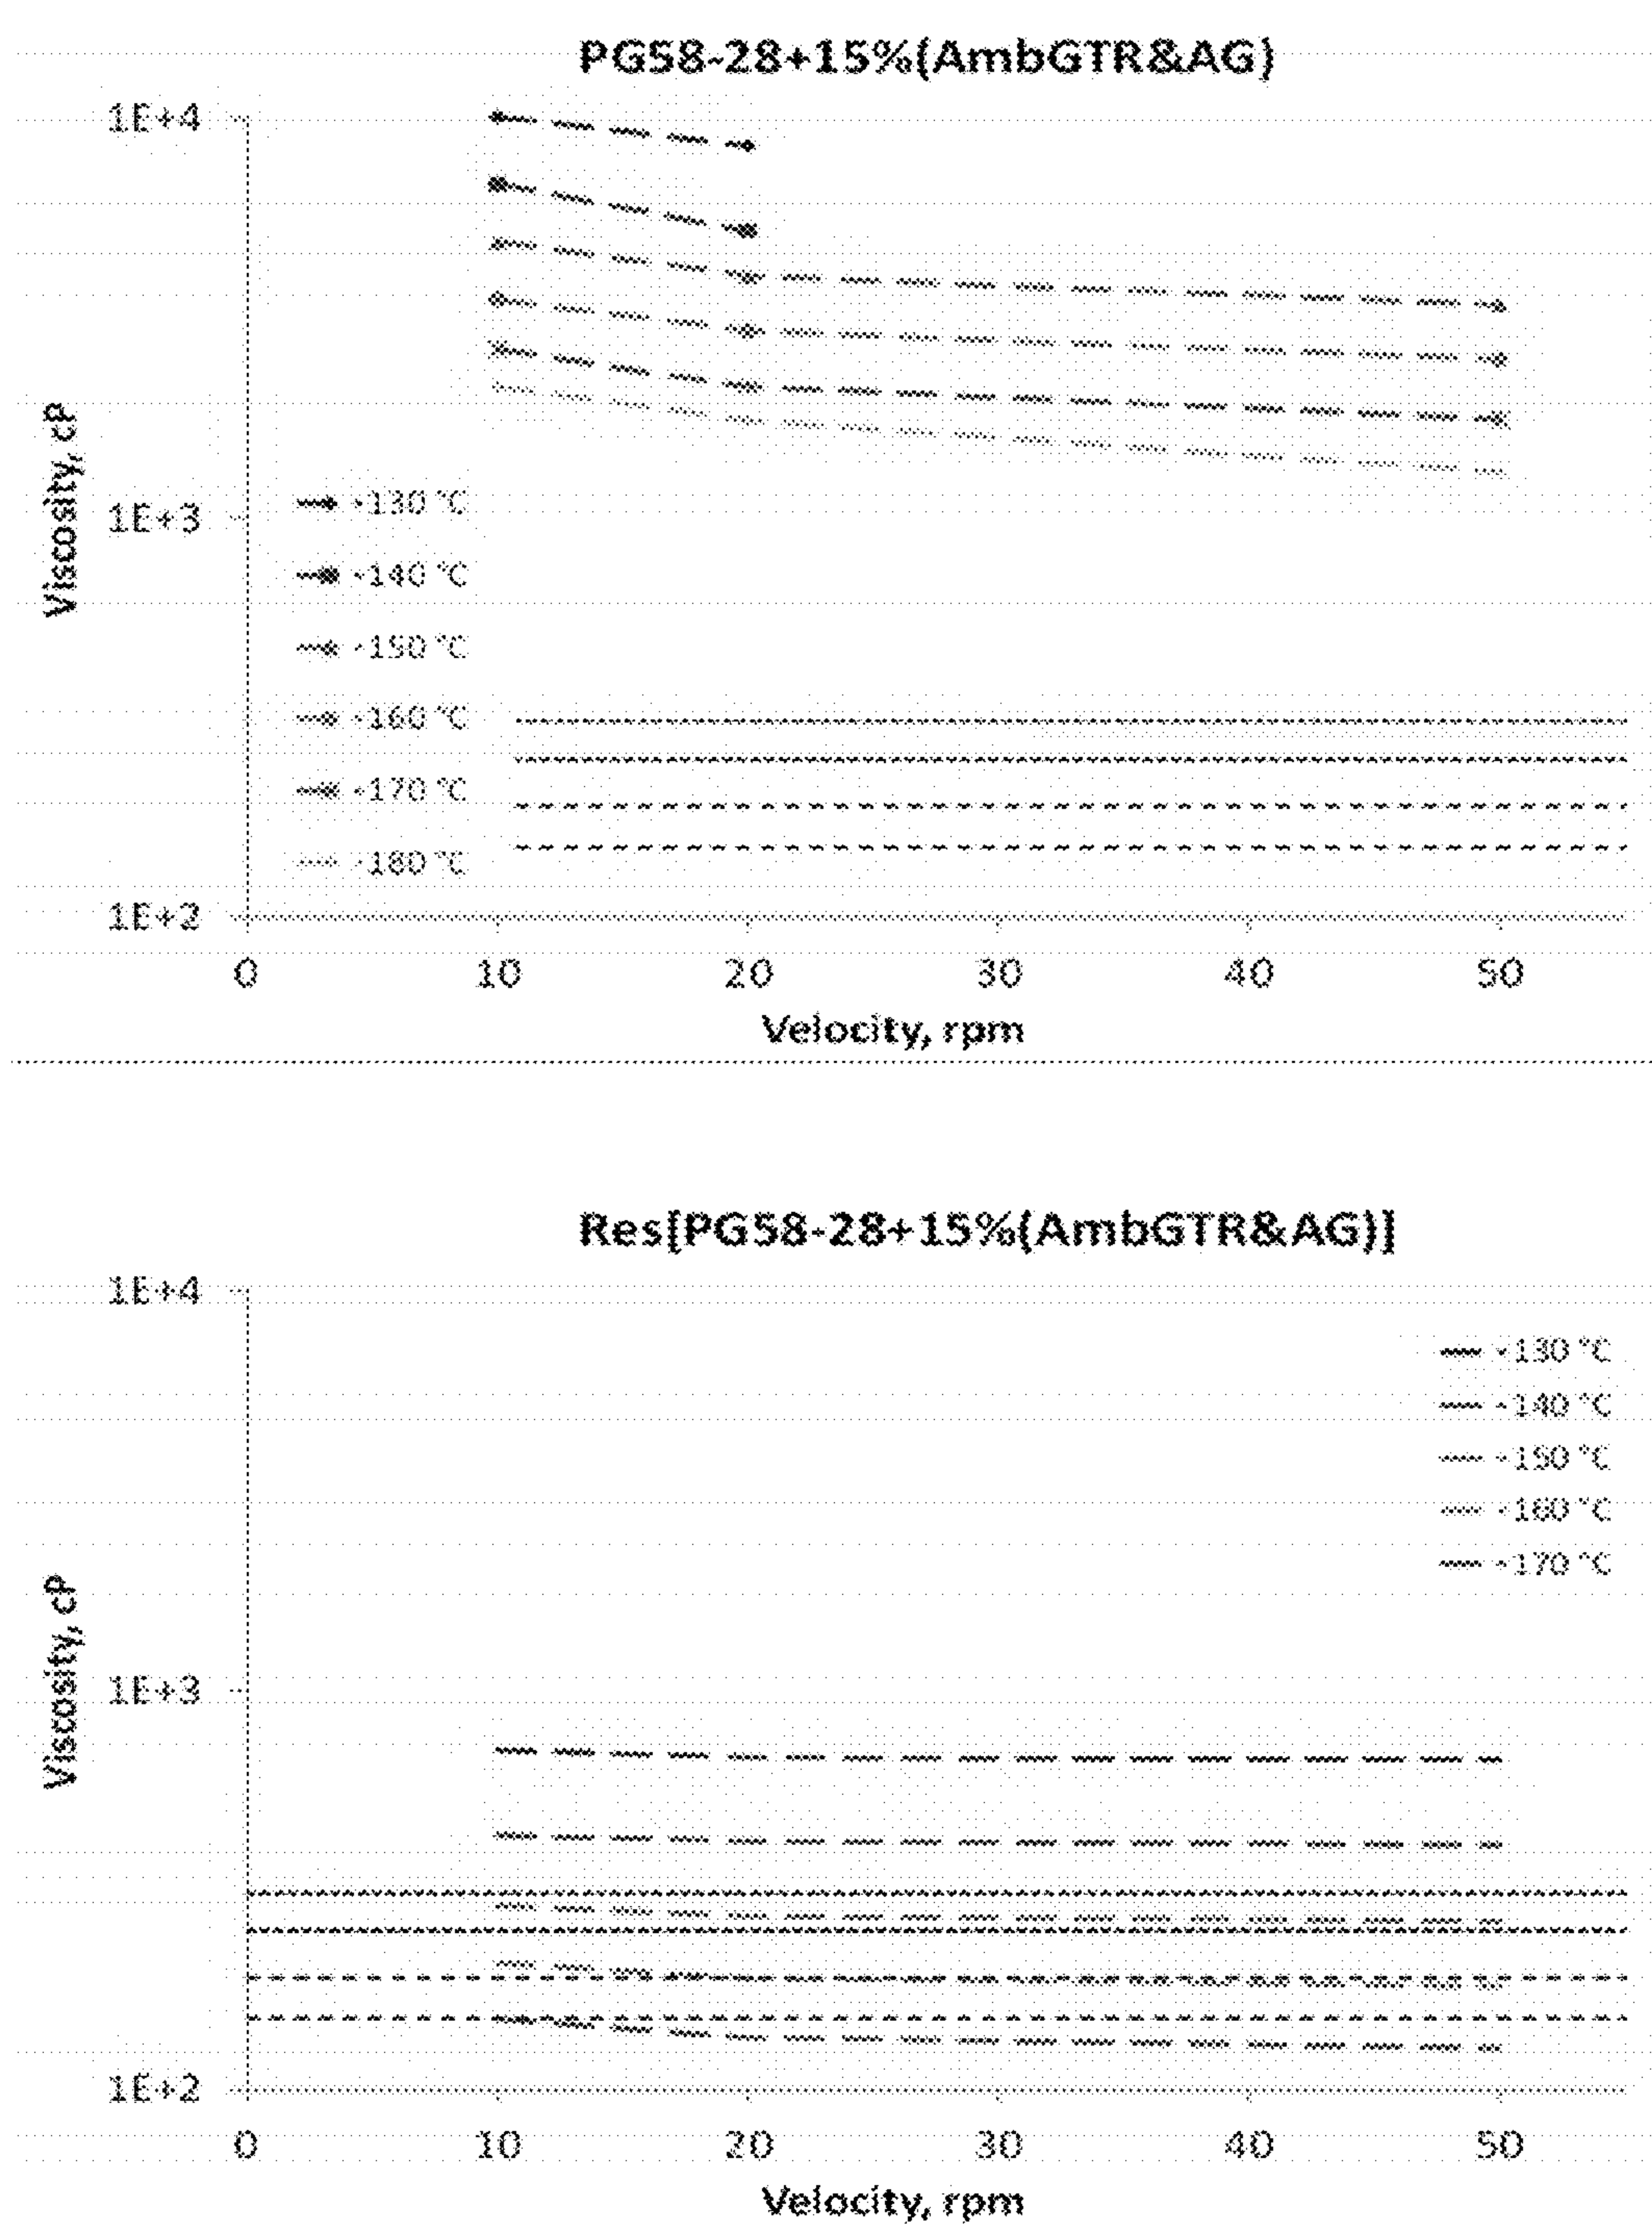 PG58-28+15%(AmbGTR&AG)
1E+4
1E+3
1E+2
Viscosity, cP
-130 °C
-140 °C
-150 °C
-160 °C
-170 °C
-180 °C
0 10 20 30 40 50
Velocity, rpm
Res[PG58-28+15%(AmbGTR&AG)]
1E+4
1E+3
1E+2
Viscosity, cP
-130 °C
-140 °C
-150 °C
-160 °C
-170 °C
0 10 20 30 40 50
Velocity, rpm